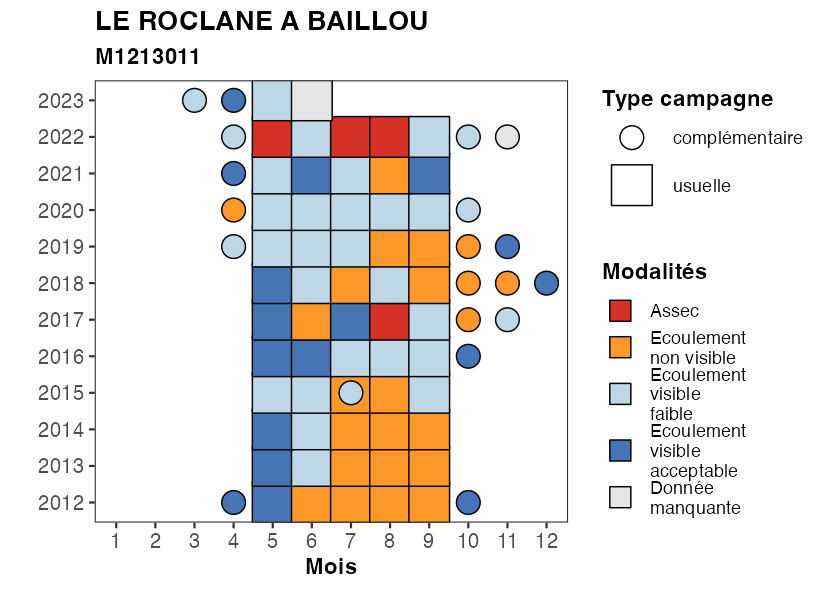 LE ROCLANE A BAILLOU
M1213011
2023
2022
2021
2020
2019
2018
2017
2016
2015
2014
2013
2012
1 2 3 4 5 6 7 8 9 10 11 12
Mois
Type campagne
complémentaire
usuelle
Modalités
Assec
Ecoulement
non visible
Ecoulement
visible
faible
Ecoulement
visible
acceptable
Donnée
manquante